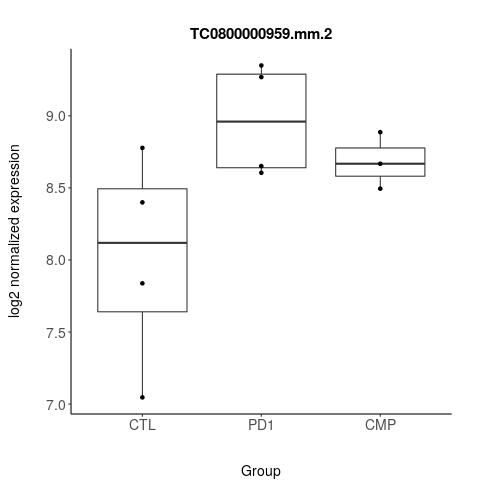 TC0800000959.mm.2
log2 normalized expression
9.0
8.5
8.0
7.5
7.0
CTL PD1 CMP
Group